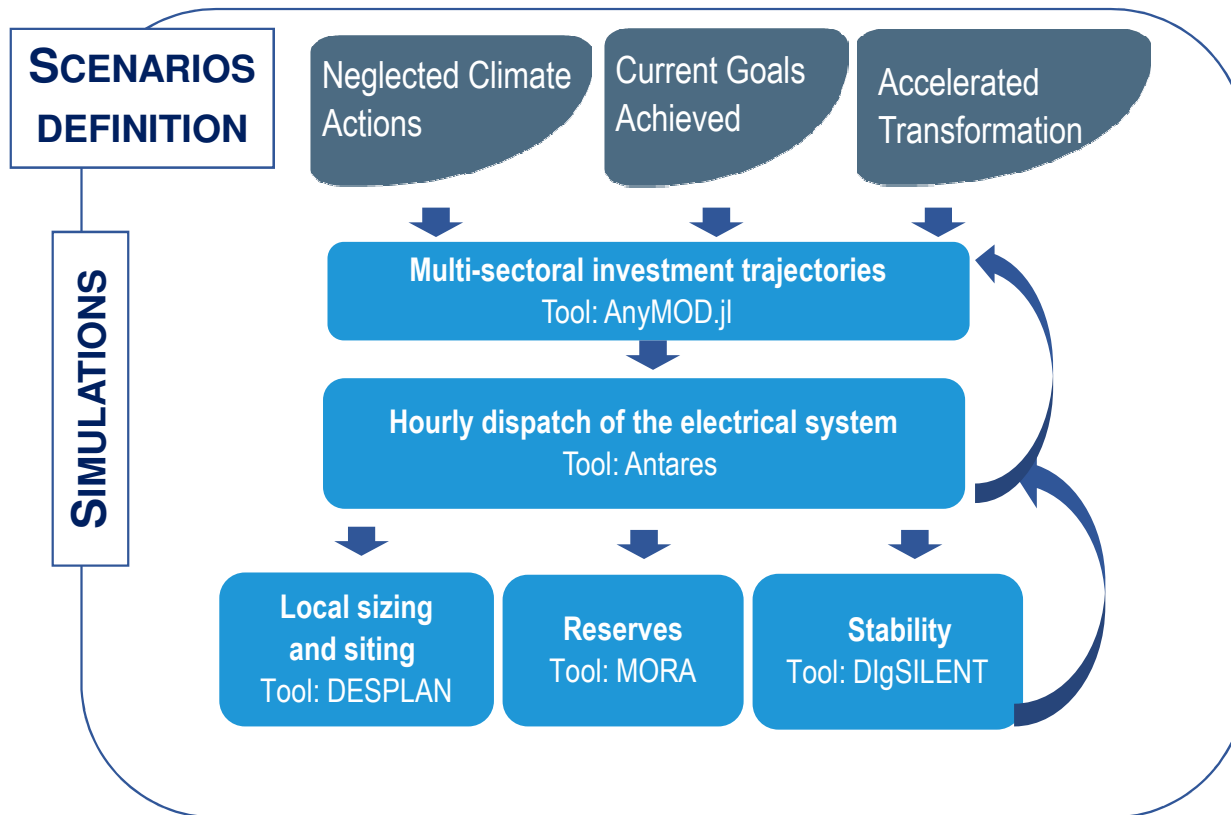 SCENARIOS
DEFINITION
Neglected Climate
Actions
Current Goals
Achieved
Accelerated
Transformation
SIMULATIONS
Multi-sectoral investment trajectories
Tool: AnyMOD.jl
Hourly dispatch of the electrical system
Tool: Antares
Local sizing
and siting
Tool: DESPLAN
Reserves
Tool: MORA
Stability
Tool: DIgSILENT